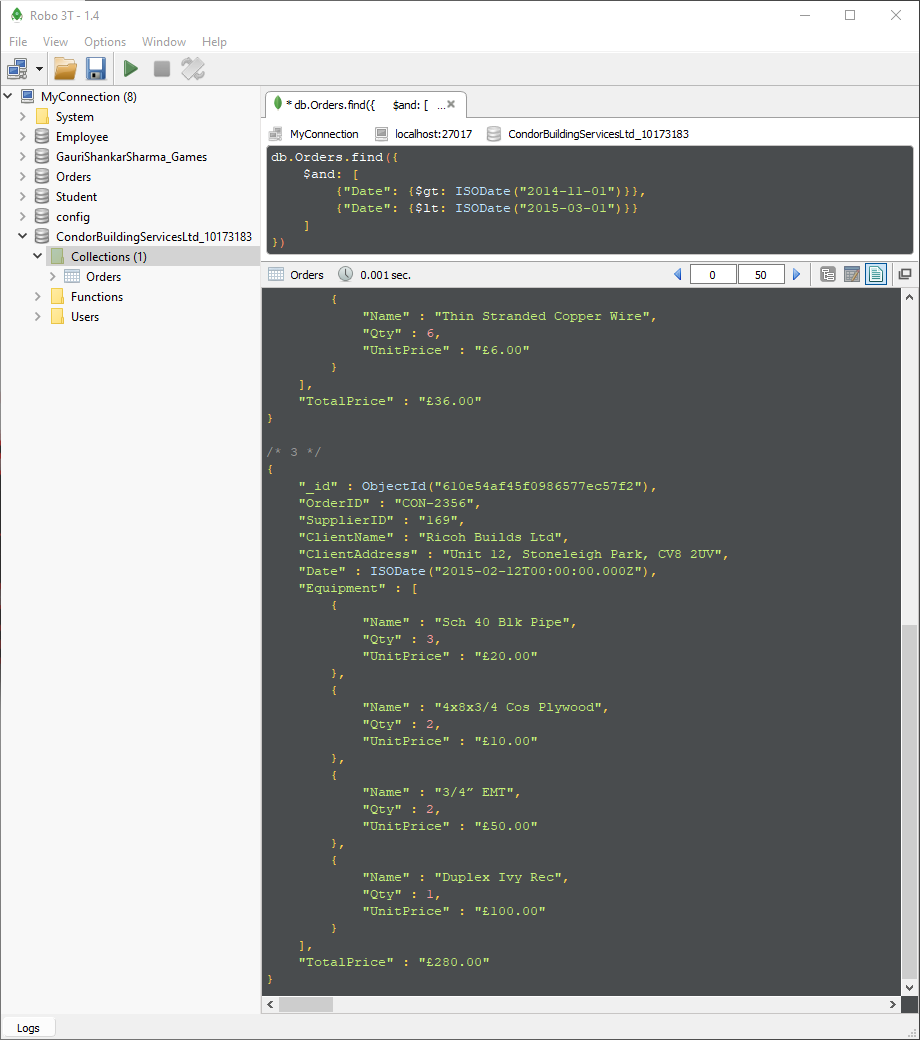 Robo 3T - 1.4
File View Options Window Help
MyConnection (8)
System
Employee
GauriShankarSharma_Games
Orders
Student
config
CondorBuildingServicesLtd_10173183
Collections (1)
Orders
Functions
Users
* db.Orders.find({ $and: [ ...
MyConnection localhost:27017 CondorBuildingServicesLtd_10173183
db.Orders.find({
    $and: [
        {"Date": {$gt: ISODate("2014-11-01")}},
        {"Date": {$lt: ISODate("2015-03-01")}}
    ]
})
Orders 0.001 sec. 0 50
        {
            "Name" : "Thin Stranded Copper Wire",
            "Qty" : 6,
            "UnitPrice" : "£6.00"
        }
    ],
    "TotalPrice" : "£36.00"
}
/* 3 */
{
    "_id" : ObjectId("610e54af45f0986577ec57f2"),
    "OrderID" : "CON-2356",
    "SupplierID" : "169",
    "ClientName" : "Ricoh Builds Ltd",
    "ClientAddress" : "Unit 12, Stoneleigh Park, CV8 2UV",
    "Date" : ISODate("2015-02-12T00:00:00.000Z"),
    "Equipment" : [
        {
            "Name" : "Sch 40 Blk Pipe",
            "Qty" : 3,
            "UnitPrice" : "£20.00"
        },
        {
            "Name" : "4x8x3/4 Cos Plywood",
            "Qty" : 2,
            "UnitPrice" : "£10.00"
        },
        {
            "Name" : "3/4” EMT",
            "Qty" : 2,
            "UnitPrice" : "£50.00"
        },
        {
            "Name" : "Duplex Ivy Rec",
            "Qty" : 1,
            "UnitPrice" : "£100.00"
        }
    ],
    "TotalPrice" : "£280.00"
}
Logs